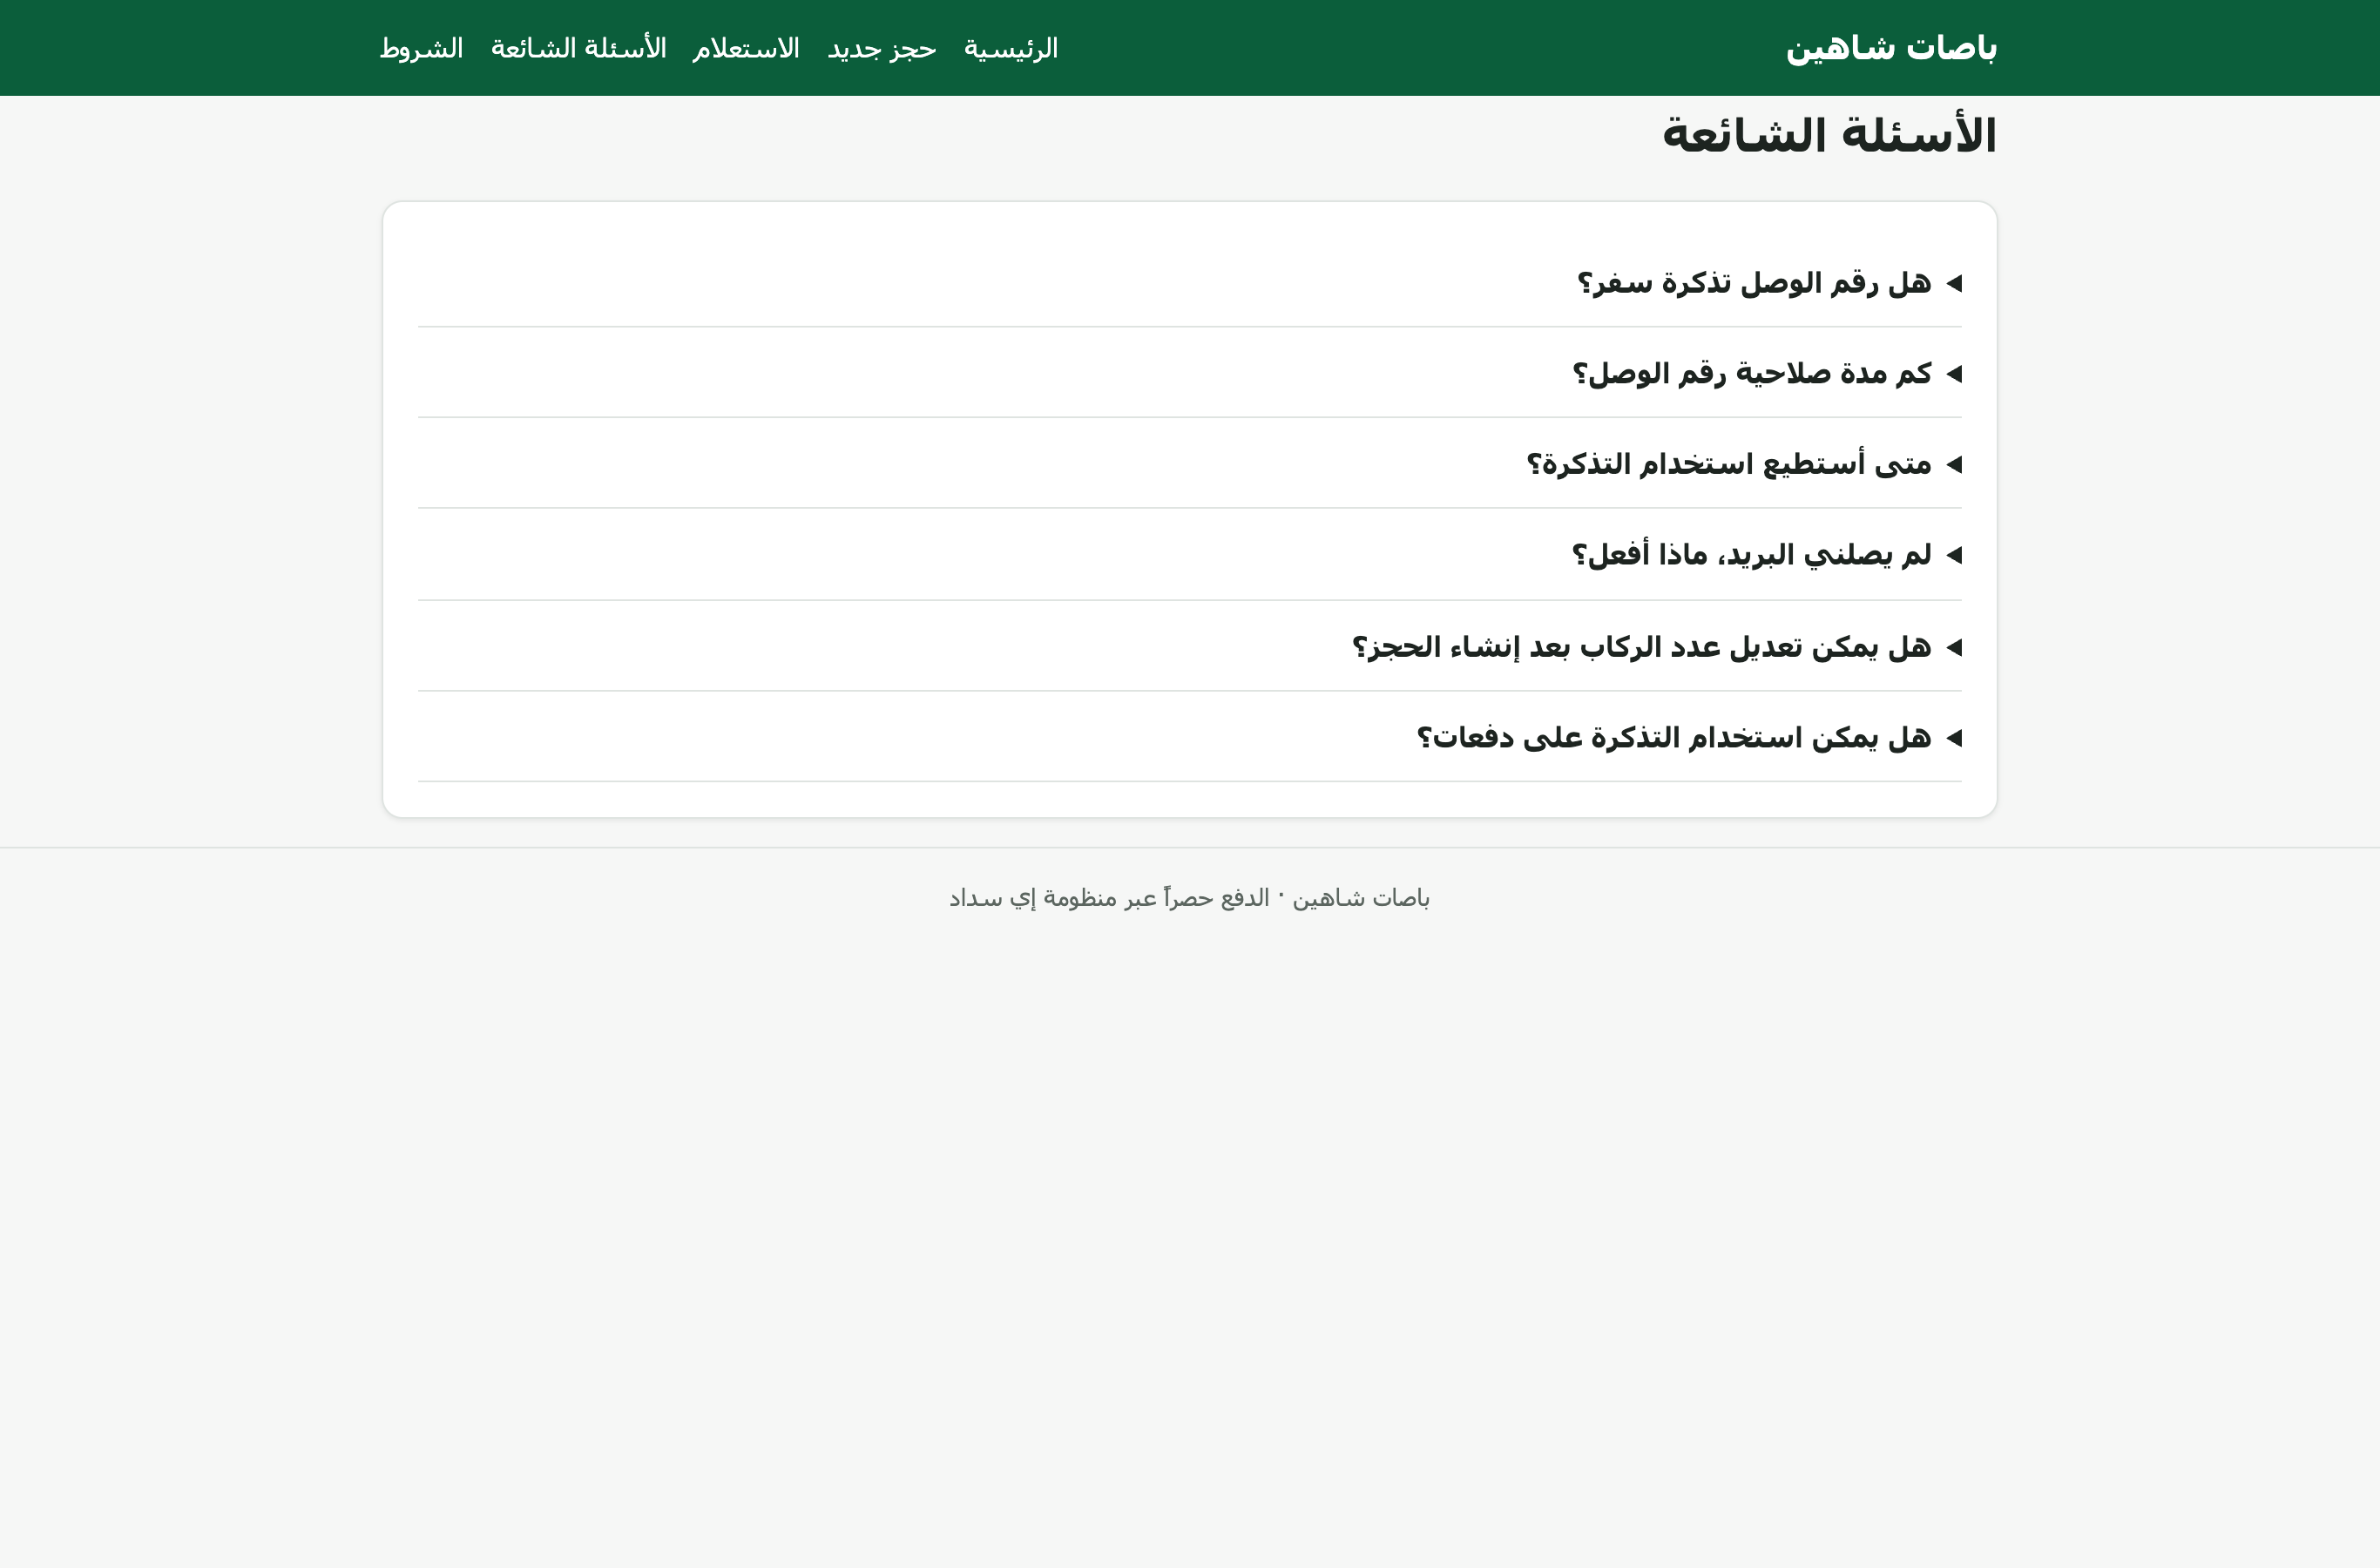 باصات شاهين
الرئيسية حجز جديد الاستعلام الأسئلة الشائعة الشروط
الأسئلة الشائعة
هل رقم الوصل تذكرة سفر؟
كم مدة صلاحية رقم الوصل؟
متى أستطيع استخدام التذكرة؟
لم يصلني البريد، ماذا أفعل؟
هل يمكن تعديل عدد الركاب بعد إنشاء الحجز؟
هل يمكن استخدام التذكرة على دفعات؟
باصات شاهين · الدفع حصراً عبر منظومة إي سداد